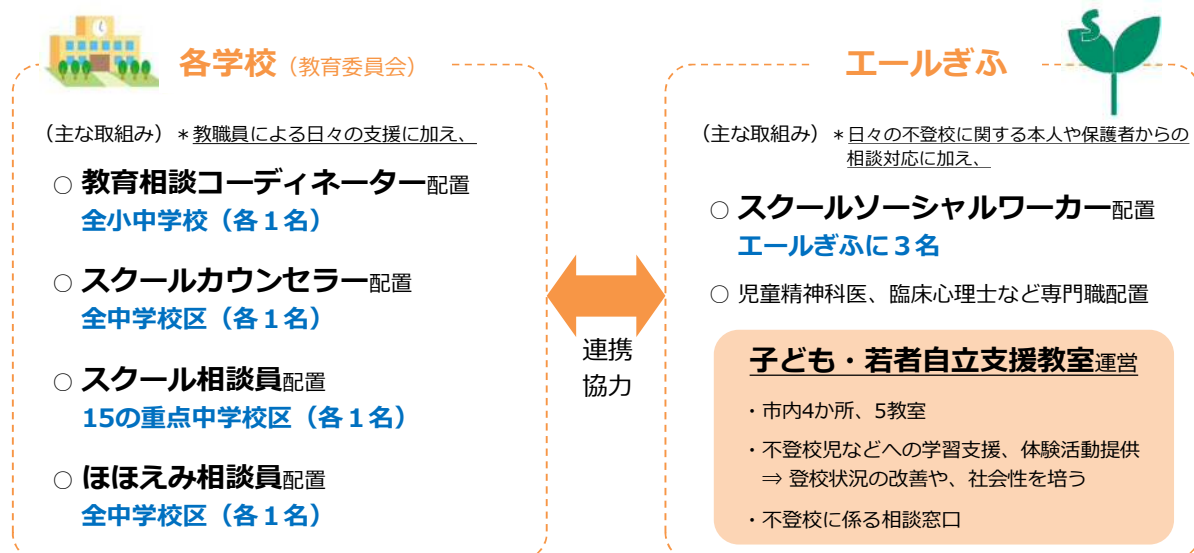 各学校(教育委員会)
(主な取組み)＊教職員による日々の支援に加え、
○ 教育相談コーディネーター配置
全小中学校(各１名)
○ スクールカウンセラー配置
全中学校区(各１名)
○ スクール相談員配置
15の重点中学校区(各１名)
○ ほほえみ相談員配置
全中学校区(各１名)
連携
協力
エールぎふ
(主な取組み)＊日々の不登校に関する本人や保護者からの
相談対応に加え、
○ スクールソーシャルワーカー配置
エールぎふに３名
○ 児童精神科医、臨床心理士など専門職配置
子ども・若者自立支援教室運営
・市内4か所、5教室
・不登校児などへの学習支援、体験活動提供
⇒ 登校状況の改善や、社会性を培う
・不登校に係る相談窓口